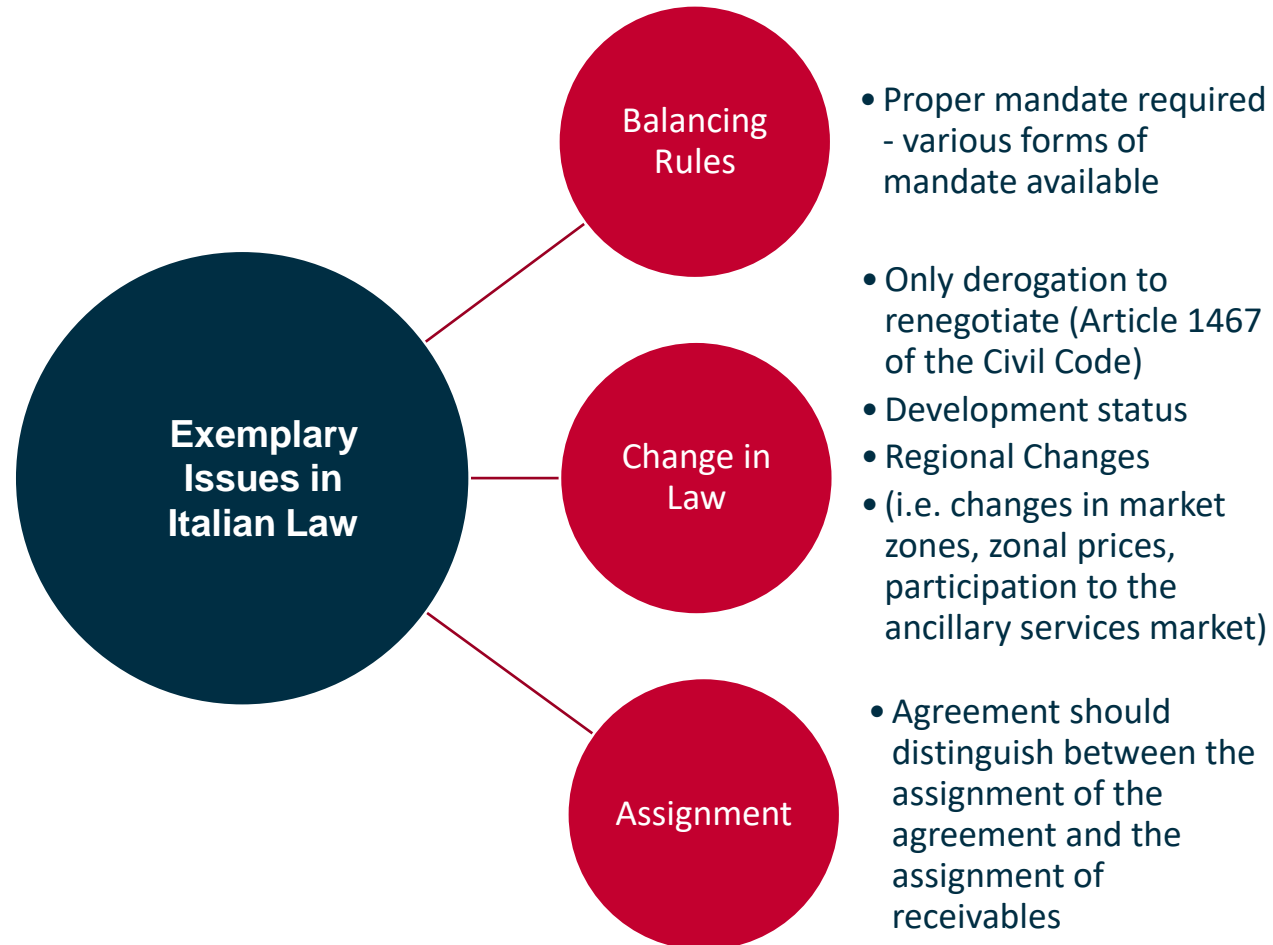 Exemplary
Issues in
Italian Law
Balancing
Rules
• Proper mandate required
- various forms of
mandate available
Change in
Law
• Only derogation to
renegotiate (Article 1467
of the Civil Code)
• Development status
• Regional Changes
• (i.e. changes in market
zones, zonal prices,
participation to the
ancillary services market)
Assignment
• Agreement should
distinguish between the
assignment of the
agreement and the
assignment of
receivables